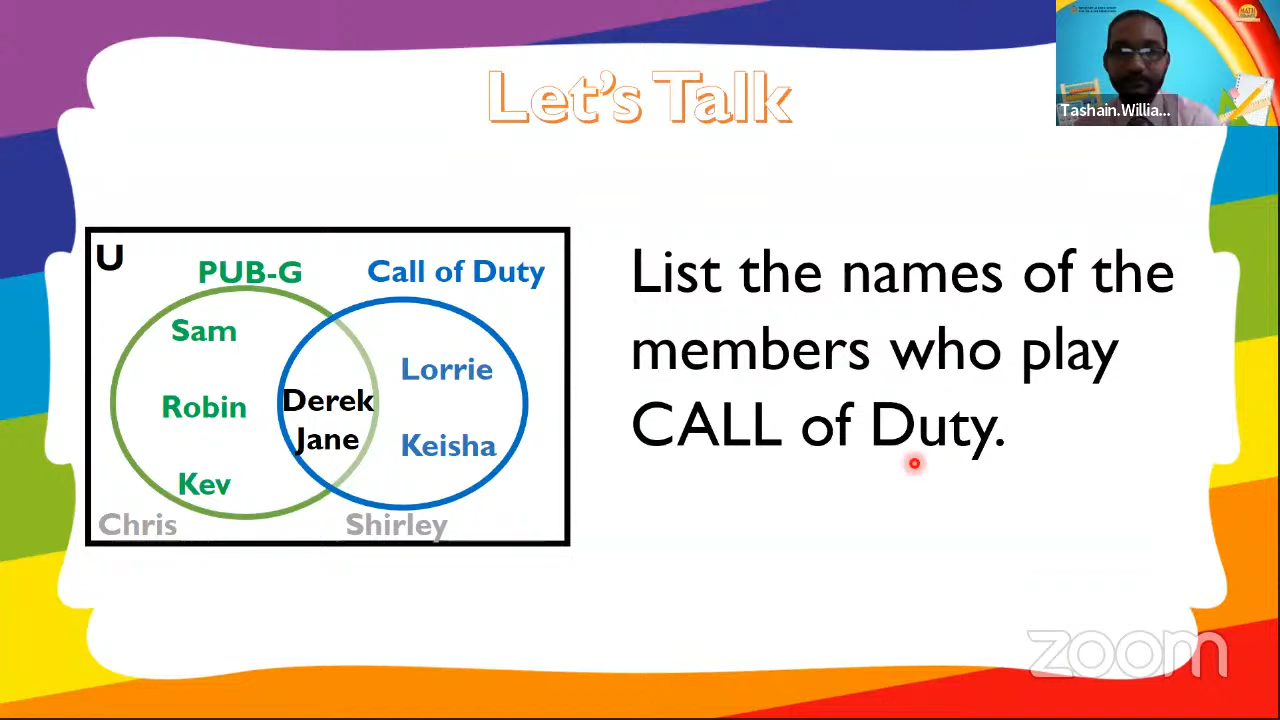 Let's Talk
Tashain.Willia...
U
PUB-G
Call of Duty
Sam
Robin
Kev
Derek
Jane
Lorrie
Keisha
Chris
Shirley
List the names of the
members who play
CALL of Duty.
zoom